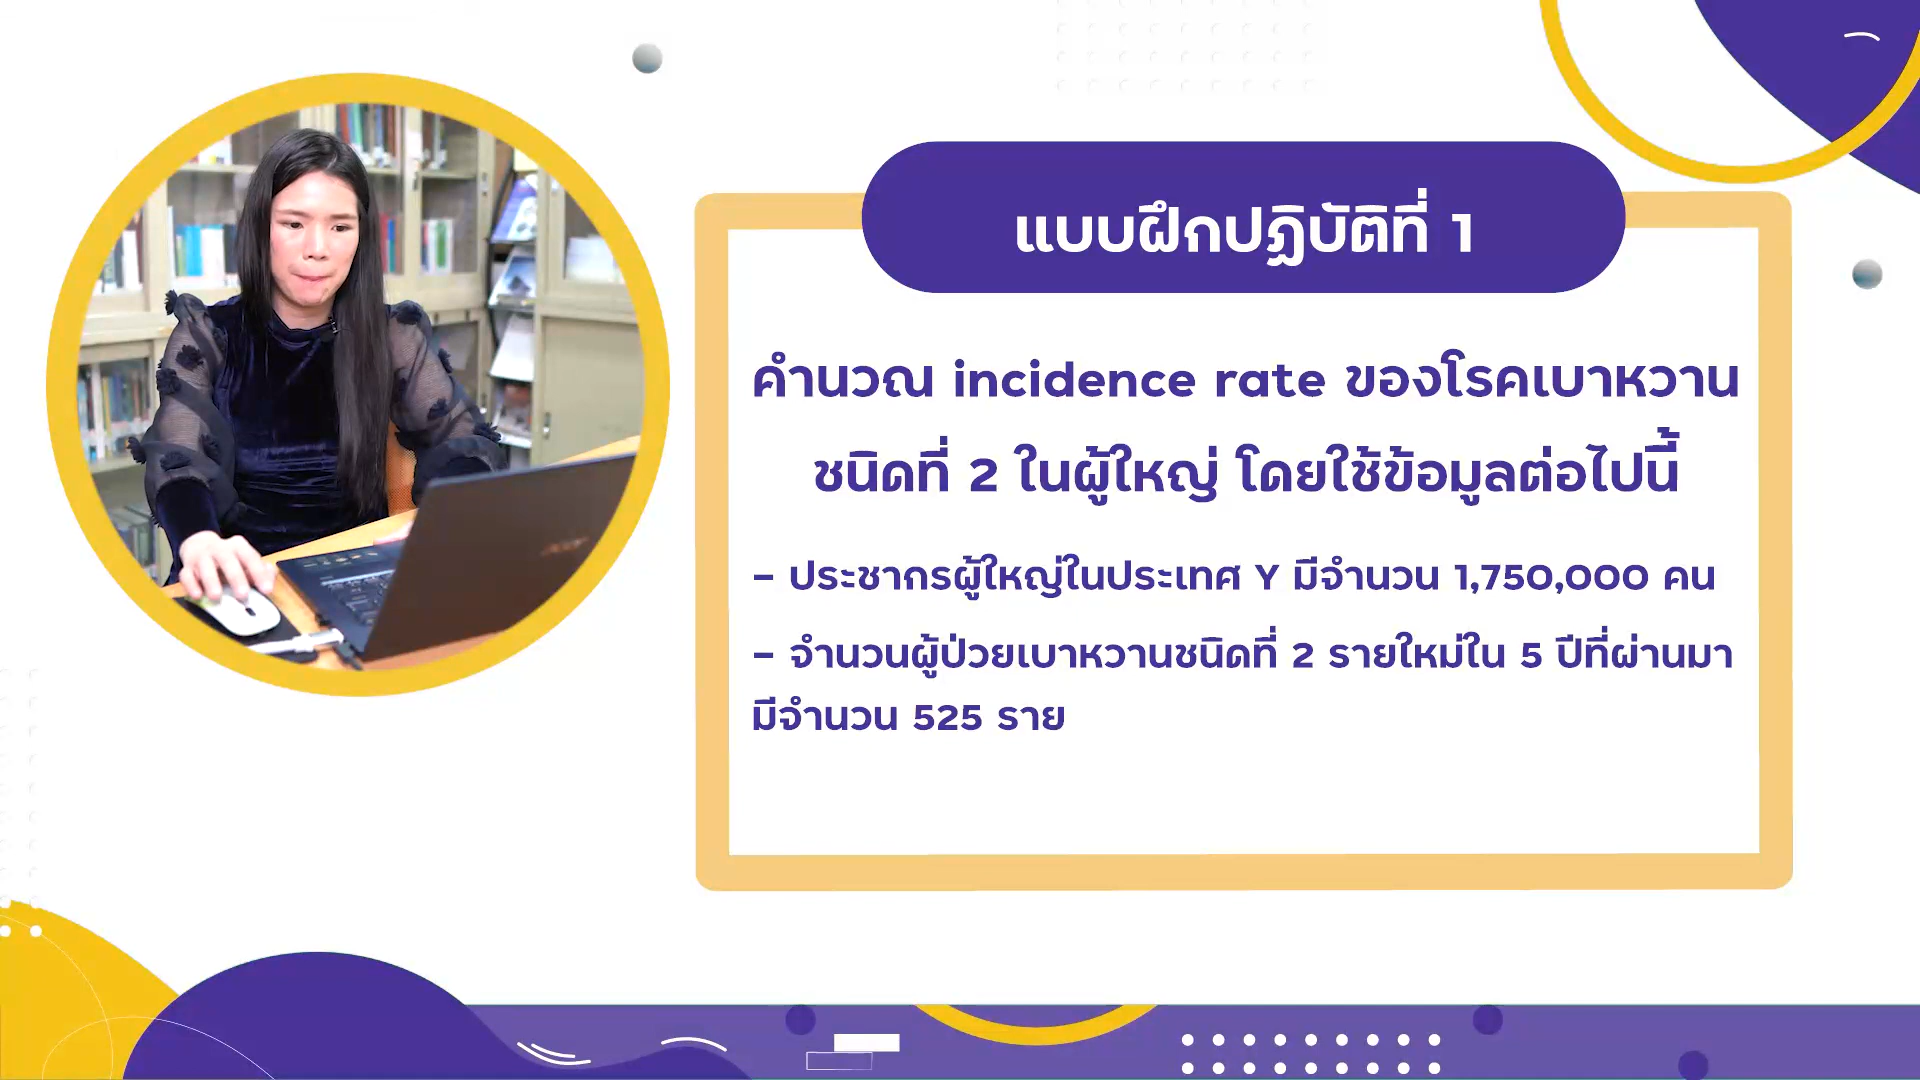 แบบฝึกปฏิบัติที่ 1
คำนวณ incidence rate ของโรคเบาหวาน
ชนิดที่ 2 ในผู้ใหญ่ โดยใช้ข้อมูลต่อไปนี้
- ประชากรผู้ใหญ่ในประเทศ Y มีจำนวน 1,750,000 คน
- จำนวนผู้ป่วยเบาหวานชนิดที่ 2 รายใหม่ใน 5 ปีที่ผ่านมา
มีจำนวน 525 ราย